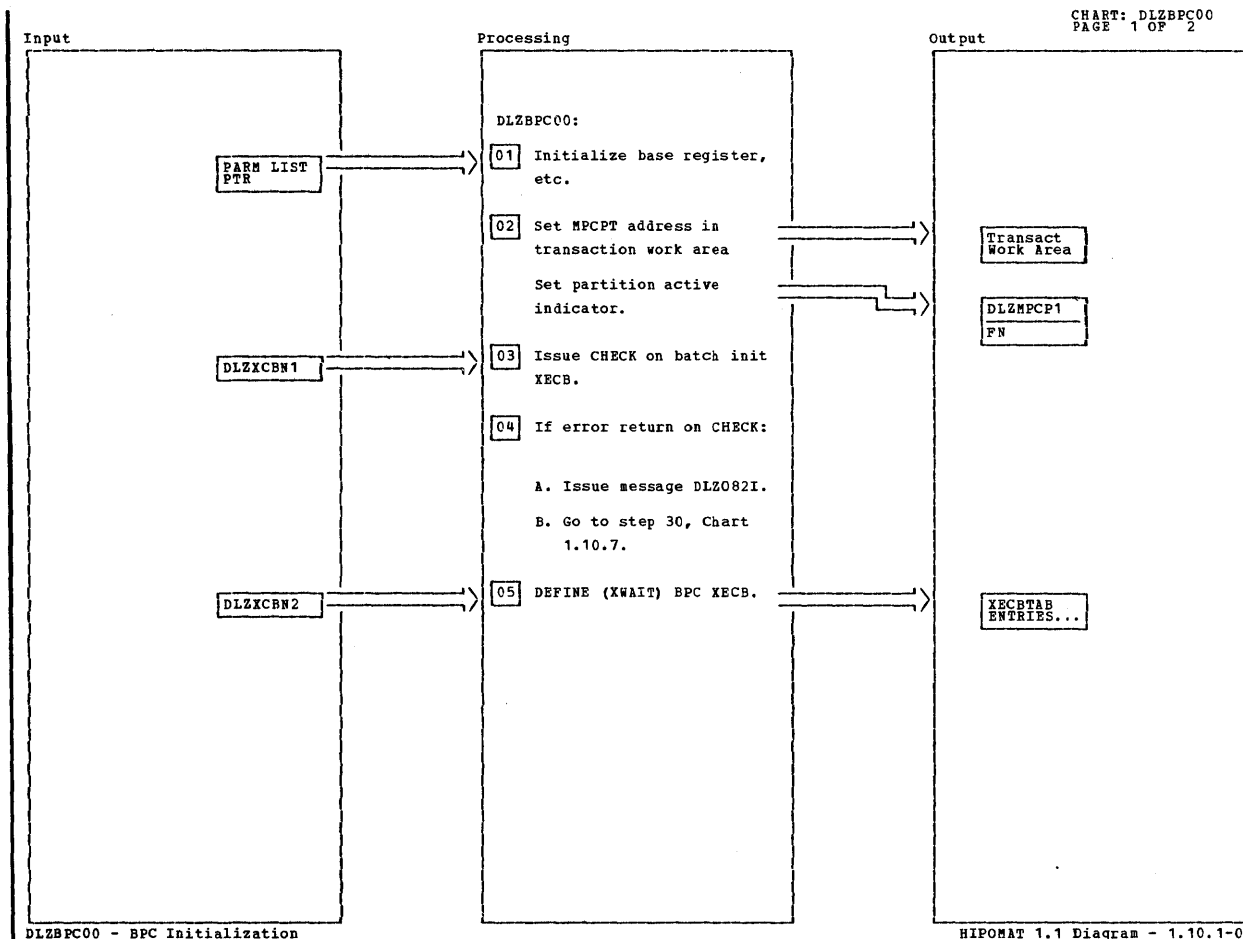 CHART: DLZBPC00
PAGE 1 OF 2
Input
Processing
Output
DLZBPC00:
PARM LIST
PTR
01 Initialize base register,
etc.
02 Set MPCPT address in
transaction work area
Transact
Work Area
Set partition active
indicator.
DLZMPCP1
FN
DLZXCBN1
03 Issue CHECK on batch init
XECB.
04 If error return on CHECK:
A. Issue message DLZ082I.
B. Go to step 30, Chart
1.10.7.
DLZXCBN2
05 DEFINE (XWAIT) BPC XECB.
XECBTAB
ENTRIES...
DLZBPC00 - BPC Initialization
HIPOMAT 1.1 Diagram - 1.10.1-0